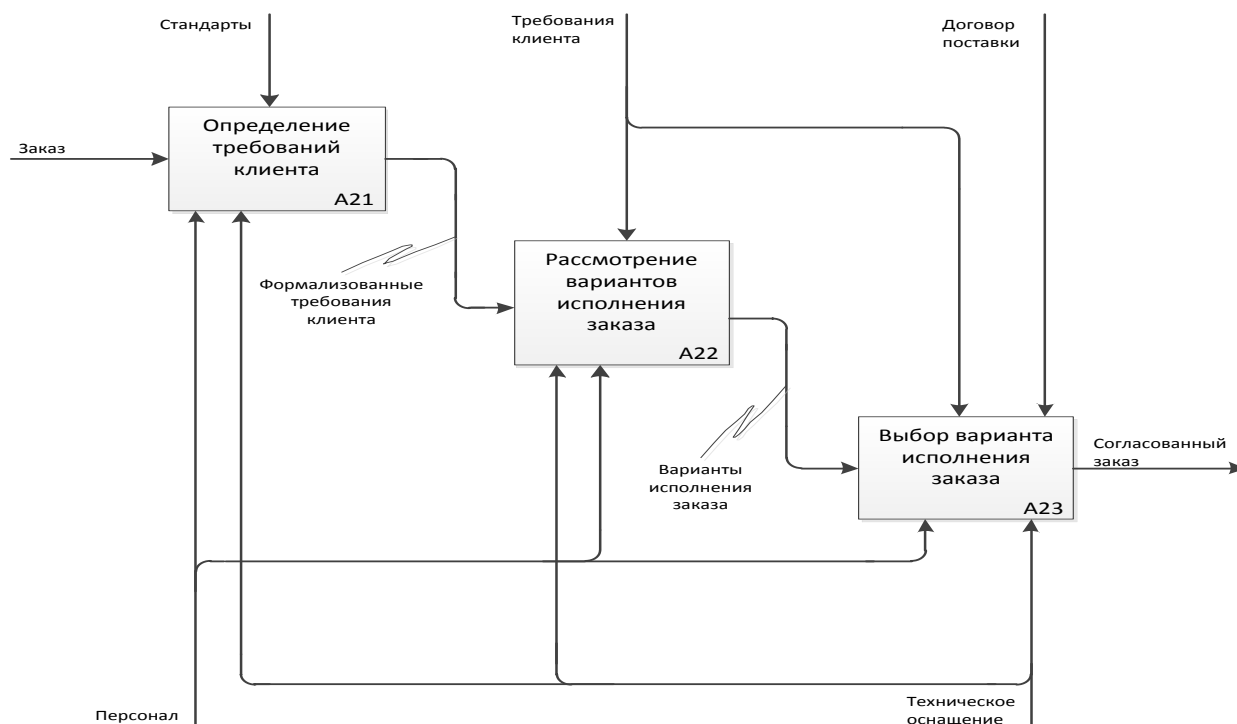 Стандарты
Требования
клиента
Договор
поставки
Определение
требований
клиента
A21
Заказ
Формализованные
требования
клиента
Рассмотрение
вариантов
исполнения
заказа
A22
Варианты
исполнения
заказа
Выбор варианта
исполнения
заказа
A23
Согласованный
заказ
Персонал
Техническое
оснащение